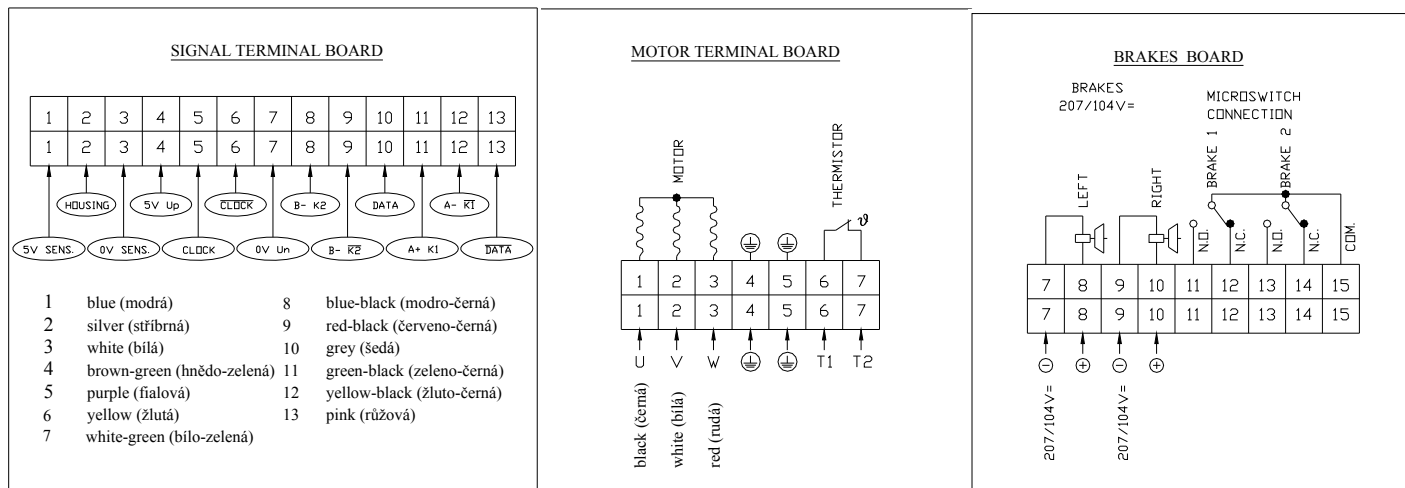 SIGNAL TERMINAL BOARD
1 2 3 4 5 6 7 8 9 10 11 12 13
1 2 3 4 5 6 7 8 9 10 11 12 13
HOUSING 5V Up C̅L̅O̅C̅K̅ B- K2 DATA A- K̅1̅
5V SENS. 0V SENS. CLOCK 0V Un B- K̅2̅ A+ K1 D̅A̅T̅A̅
1 blue (modrá)
2 silver (stříbrná)
3 white (bílá)
4 brown-green (hnědo-zelená)
5 purple (fialová)
6 yellow (žlutá)
7 white-green (bílo-zelená)
8 blue-black (modro-černá)
9 red-black (červeno-černá)
10 grey (šedá)
11 green-black (zeleno-černá)
12 yellow-black (žluto-černá)
13 pink (růžová)
MOTOR TERMINAL BOARD
MOTOR
THERMISTOR
ϑ
1 2 3 4 5 6 7
1 2 3 4 5 6 7
U V W T1 T2
black (černá)
white (bílá)
red (rudá)
BRAKES BOARD
BRAKES
207/104V=
MICROSWITCH
CONNECTION
BRAKE 1
BRAKE 2
LEFT
RIGHT
N.O.
N.C.
N.O.
N.C.
COM.
7 8 9 10 11 12 13 14 15
7 8 9 10 11 12 13 14 15
- + - +
207/104V=
207/104V=